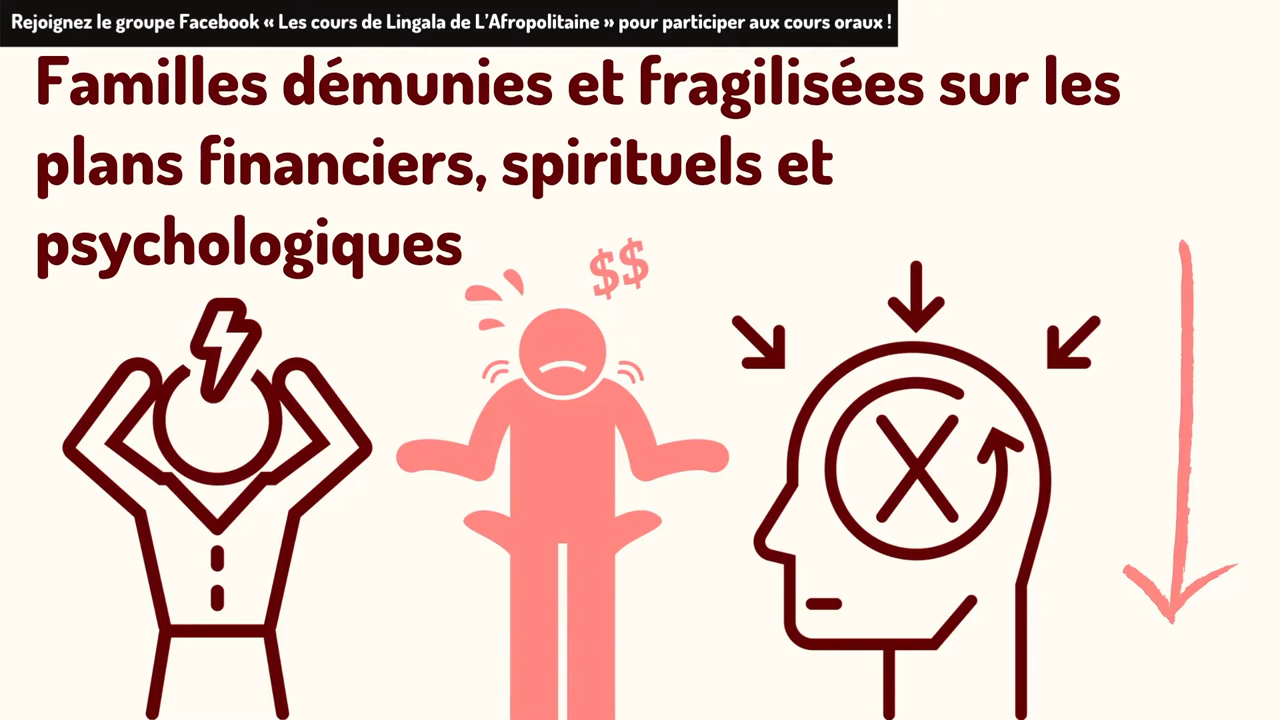 Rejoignez le groupe Facebook « Les cours de Lingala de L’Afropolitaine » pour participer aux cours oraux !
Familles démunies et fragilisées sur les
plans financiers, spirituels et
psychologiques
$$